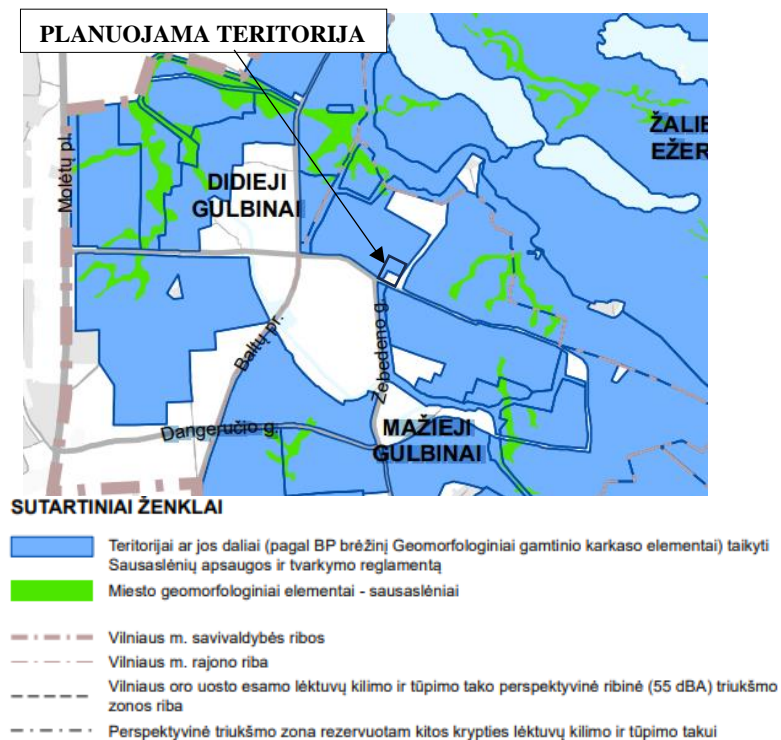 PLANUOJAMA TERITORIJA
ŽALIE
EŽER
Molėtų pl.
DIDIEJI
GULBINAI
Žebedeno g.
Baltų pr.
Dangeručio g.
MAŽIEJI
GULBINAI
SUTARTINIAI ŽENKLAI
Teritorijai ar jos daliai (pagal BP brėžinį Geomorfologiniai gamtinio karkaso elementai) taikyti
Sausaslėnių apsaugos ir tvarkymo reglamentą
Miesto geomorfologiniai elementai - sausaslėniai
Vilniaus m. savivaldybės ribos
Vilniaus m. rajono riba
Vilniaus oro uosto esamo lėktuvų kilimo ir tūpimo tako perspektyvinė ribinė (55 dBA) triukšmo
zonos riba
Perspektyvinė triukšmo zona rezervuotam kitos krypties lėktuvų kilimo ir tūpimo takui